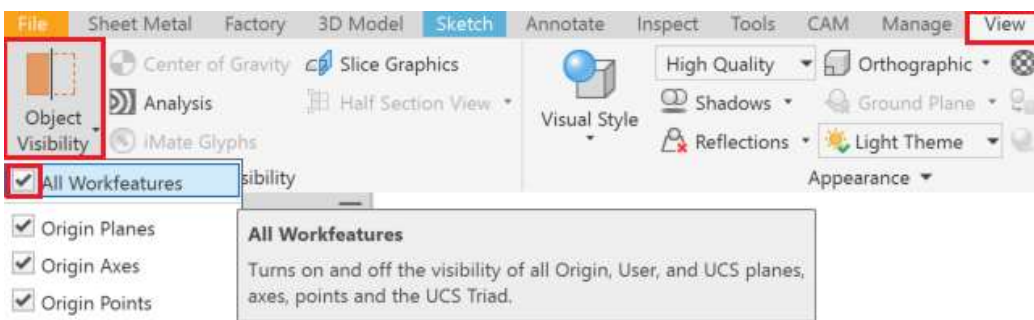 File Sheet Metal Factory 3D Model Sketch Annotate Inspect Tools CAM Manage View
Object Visibility
Center of Gravity
Analysis
iMate Glyphs
Slice Graphics
Half Section View
Visual Style
High Quality
Shadows
Reflections
Orthographic
Ground Plane
Light Theme
sibility
Appearance
All Workfeatures
Origin Planes
Origin Axes
Origin Points
All Workfeatures
Turns on and off the visibility of all Origin, User, and UCS planes,
axes, points and the UCS Triad.